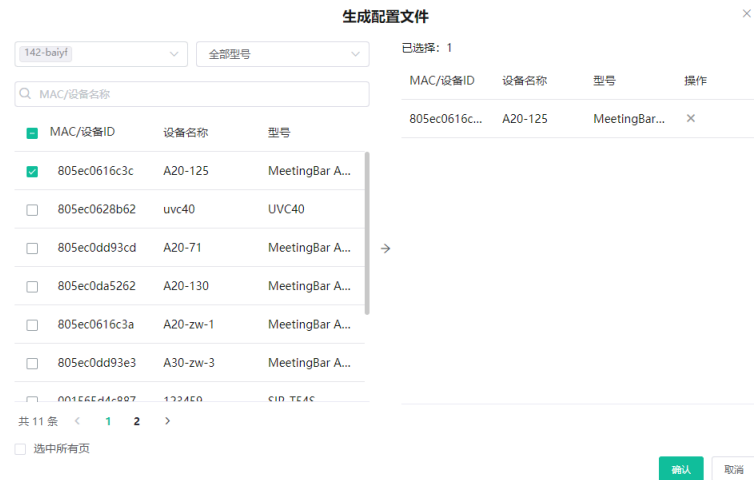 生成配置文件
142-baiyf
全部型号
MAC/设备名称
MAC/设备ID 设备名称 型号
805ec0616c3c A20-125 MeetingBar A...
805ec0628b62 uvc40 UVC40
805ec0dd93cd A20-71 MeetingBar A...
805ec0da5262 A20-130 MeetingBar A...
805ec0616c3a A20-zw-1 MeetingBar A...
805ec0dd93e3 A30-zw-3 MeetingBar A...
001565d4c887 123459 SIP-T54S
共 11 条 1 2
选中所有页
已选择：1
MAC/设备ID 设备名称 型号 操作
805ec0616c... A20-125 MeetingBar...
确认 取消